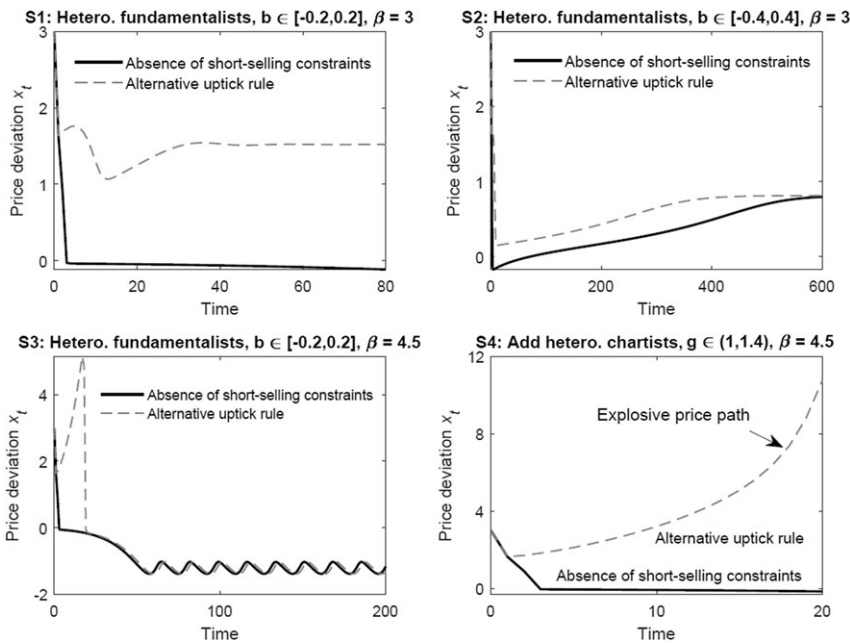 S1: Hetero. fundamentalists, b ∈ [-0.2,0.2], β = 3
3
2
1
0
Price deviation xₜ
Absence of short-selling constraints
Alternative uptick rule
0 20 40 60 80
Time
S2: Hetero. fundamentalists, b ∈ [-0.4,0.4], β = 3
3
2
1
0
Price deviation xₜ
Absence of short-selling constraints
Alternative uptick rule
0 200 400 600
Time
S3: Hetero. fundamentalists, b ∈ [-0.2,0.2], β = 4.5
4
2
0
-2
Price deviation xₜ
Absence of short-selling constraints
Alternative uptick rule
0 100 200
Time
S4: Add hetero. chartists, g ∈ (1,1.4), β = 4.5
12
8
4
0
Price deviation xₜ
Explosive price path
Alternative uptick rule
Absence of short-selling constraints
0 10 20
Time